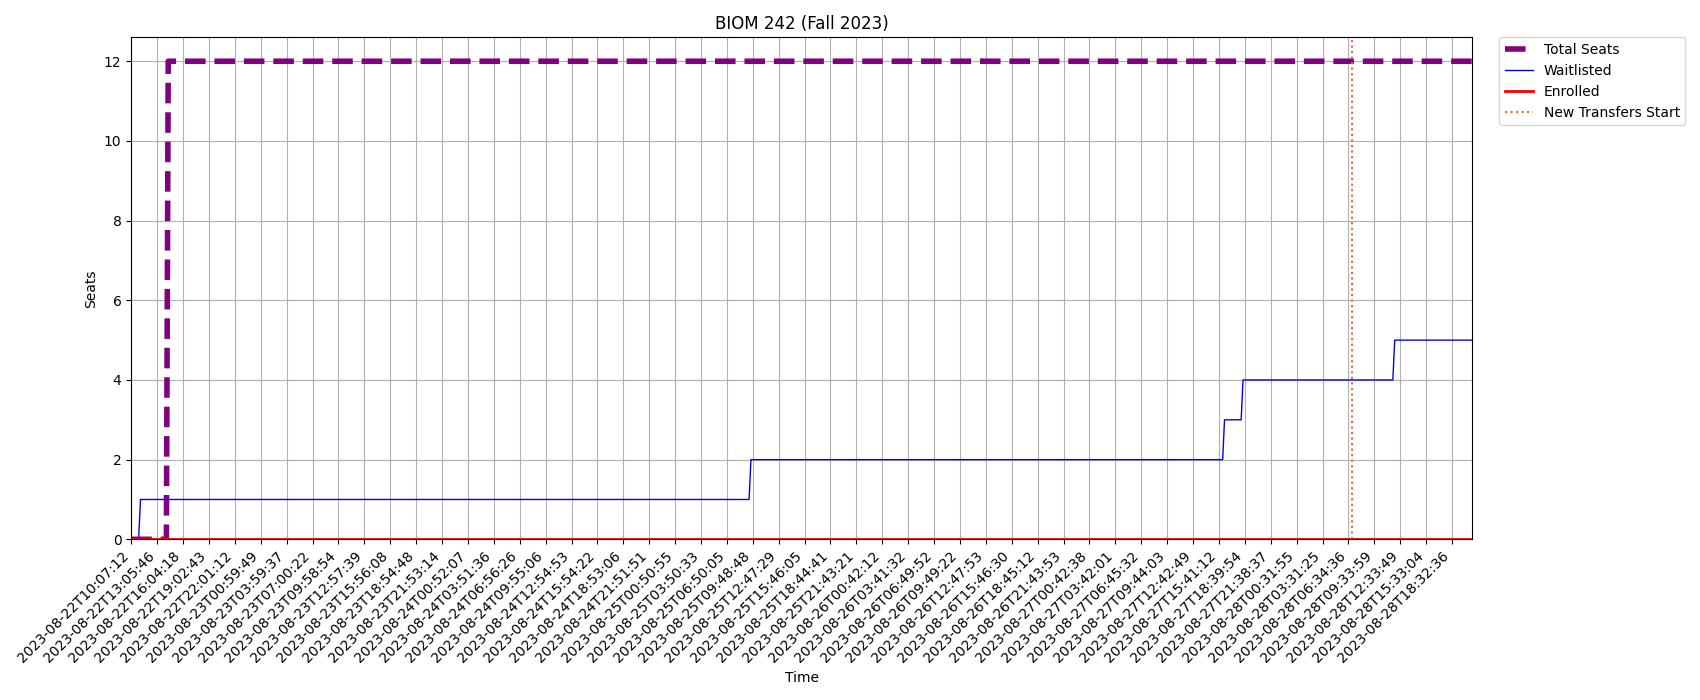 BIOM 242 (Fall 2023)
Total Seats
Waitlisted
Enrolled
New Transfers Start
Seats
12
10
8
6
4
2
0
2023-08-22T10:07:12
2023-08-22T13:05:46
2023-08-22T16:04:18
2023-08-22T19:02:43
2023-08-22T22:01:12
2023-08-23T00:59:49
2023-08-23T03:59:37
2023-08-23T07:00:22
2023-08-23T09:58:54
2023-08-23T12:57:39
2023-08-23T15:56:08
2023-08-23T18:54:48
2023-08-23T21:53:14
2023-08-24T00:52:07
2023-08-24T03:51:36
2023-08-24T06:56:26
2023-08-24T09:55:06
2023-08-24T12:54:53
2023-08-24T15:54:22
2023-08-24T18:53:06
2023-08-24T21:51:51
2023-08-25T00:50:55
2023-08-25T03:50:33
2023-08-25T06:50:05
2023-08-25T09:48:48
2023-08-25T12:47:29
2023-08-25T15:46:05
2023-08-25T18:44:41
2023-08-25T21:43:21
2023-08-26T00:42:12
2023-08-26T03:41:32
2023-08-26T06:49:52
2023-08-26T09:49:22
2023-08-26T12:47:53
2023-08-26T15:46:30
2023-08-26T18:45:12
2023-08-26T21:43:53
2023-08-27T00:42:38
2023-08-27T03:42:01
2023-08-27T06:45:32
2023-08-27T09:44:03
2023-08-27T12:42:49
2023-08-27T15:41:12
2023-08-27T18:39:54
2023-08-27T21:38:37
2023-08-28T00:31:55
2023-08-28T03:31:25
2023-08-28T06:34:36
2023-08-28T09:33:59
2023-08-28T12:33:49
2023-08-28T15:33:04
2023-08-28T18:32:36
Time